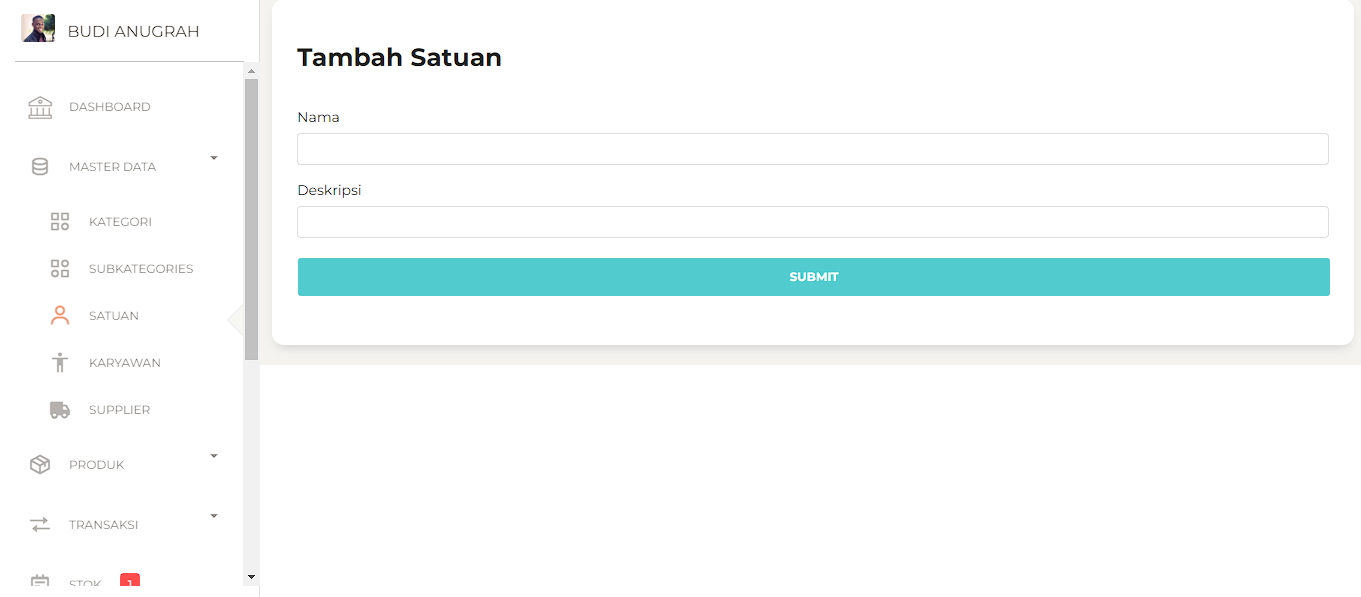 BUDI ANUGRAH
DASHBOARD
MASTER DATA
KATEGORI
SUBKATEGORIES
SATUAN
KARYAWAN
SUPPLIER
PRODUK
TRANSAKSI
STOK 1
Tambah Satuan
Nama
Deskripsi
SUBMIT